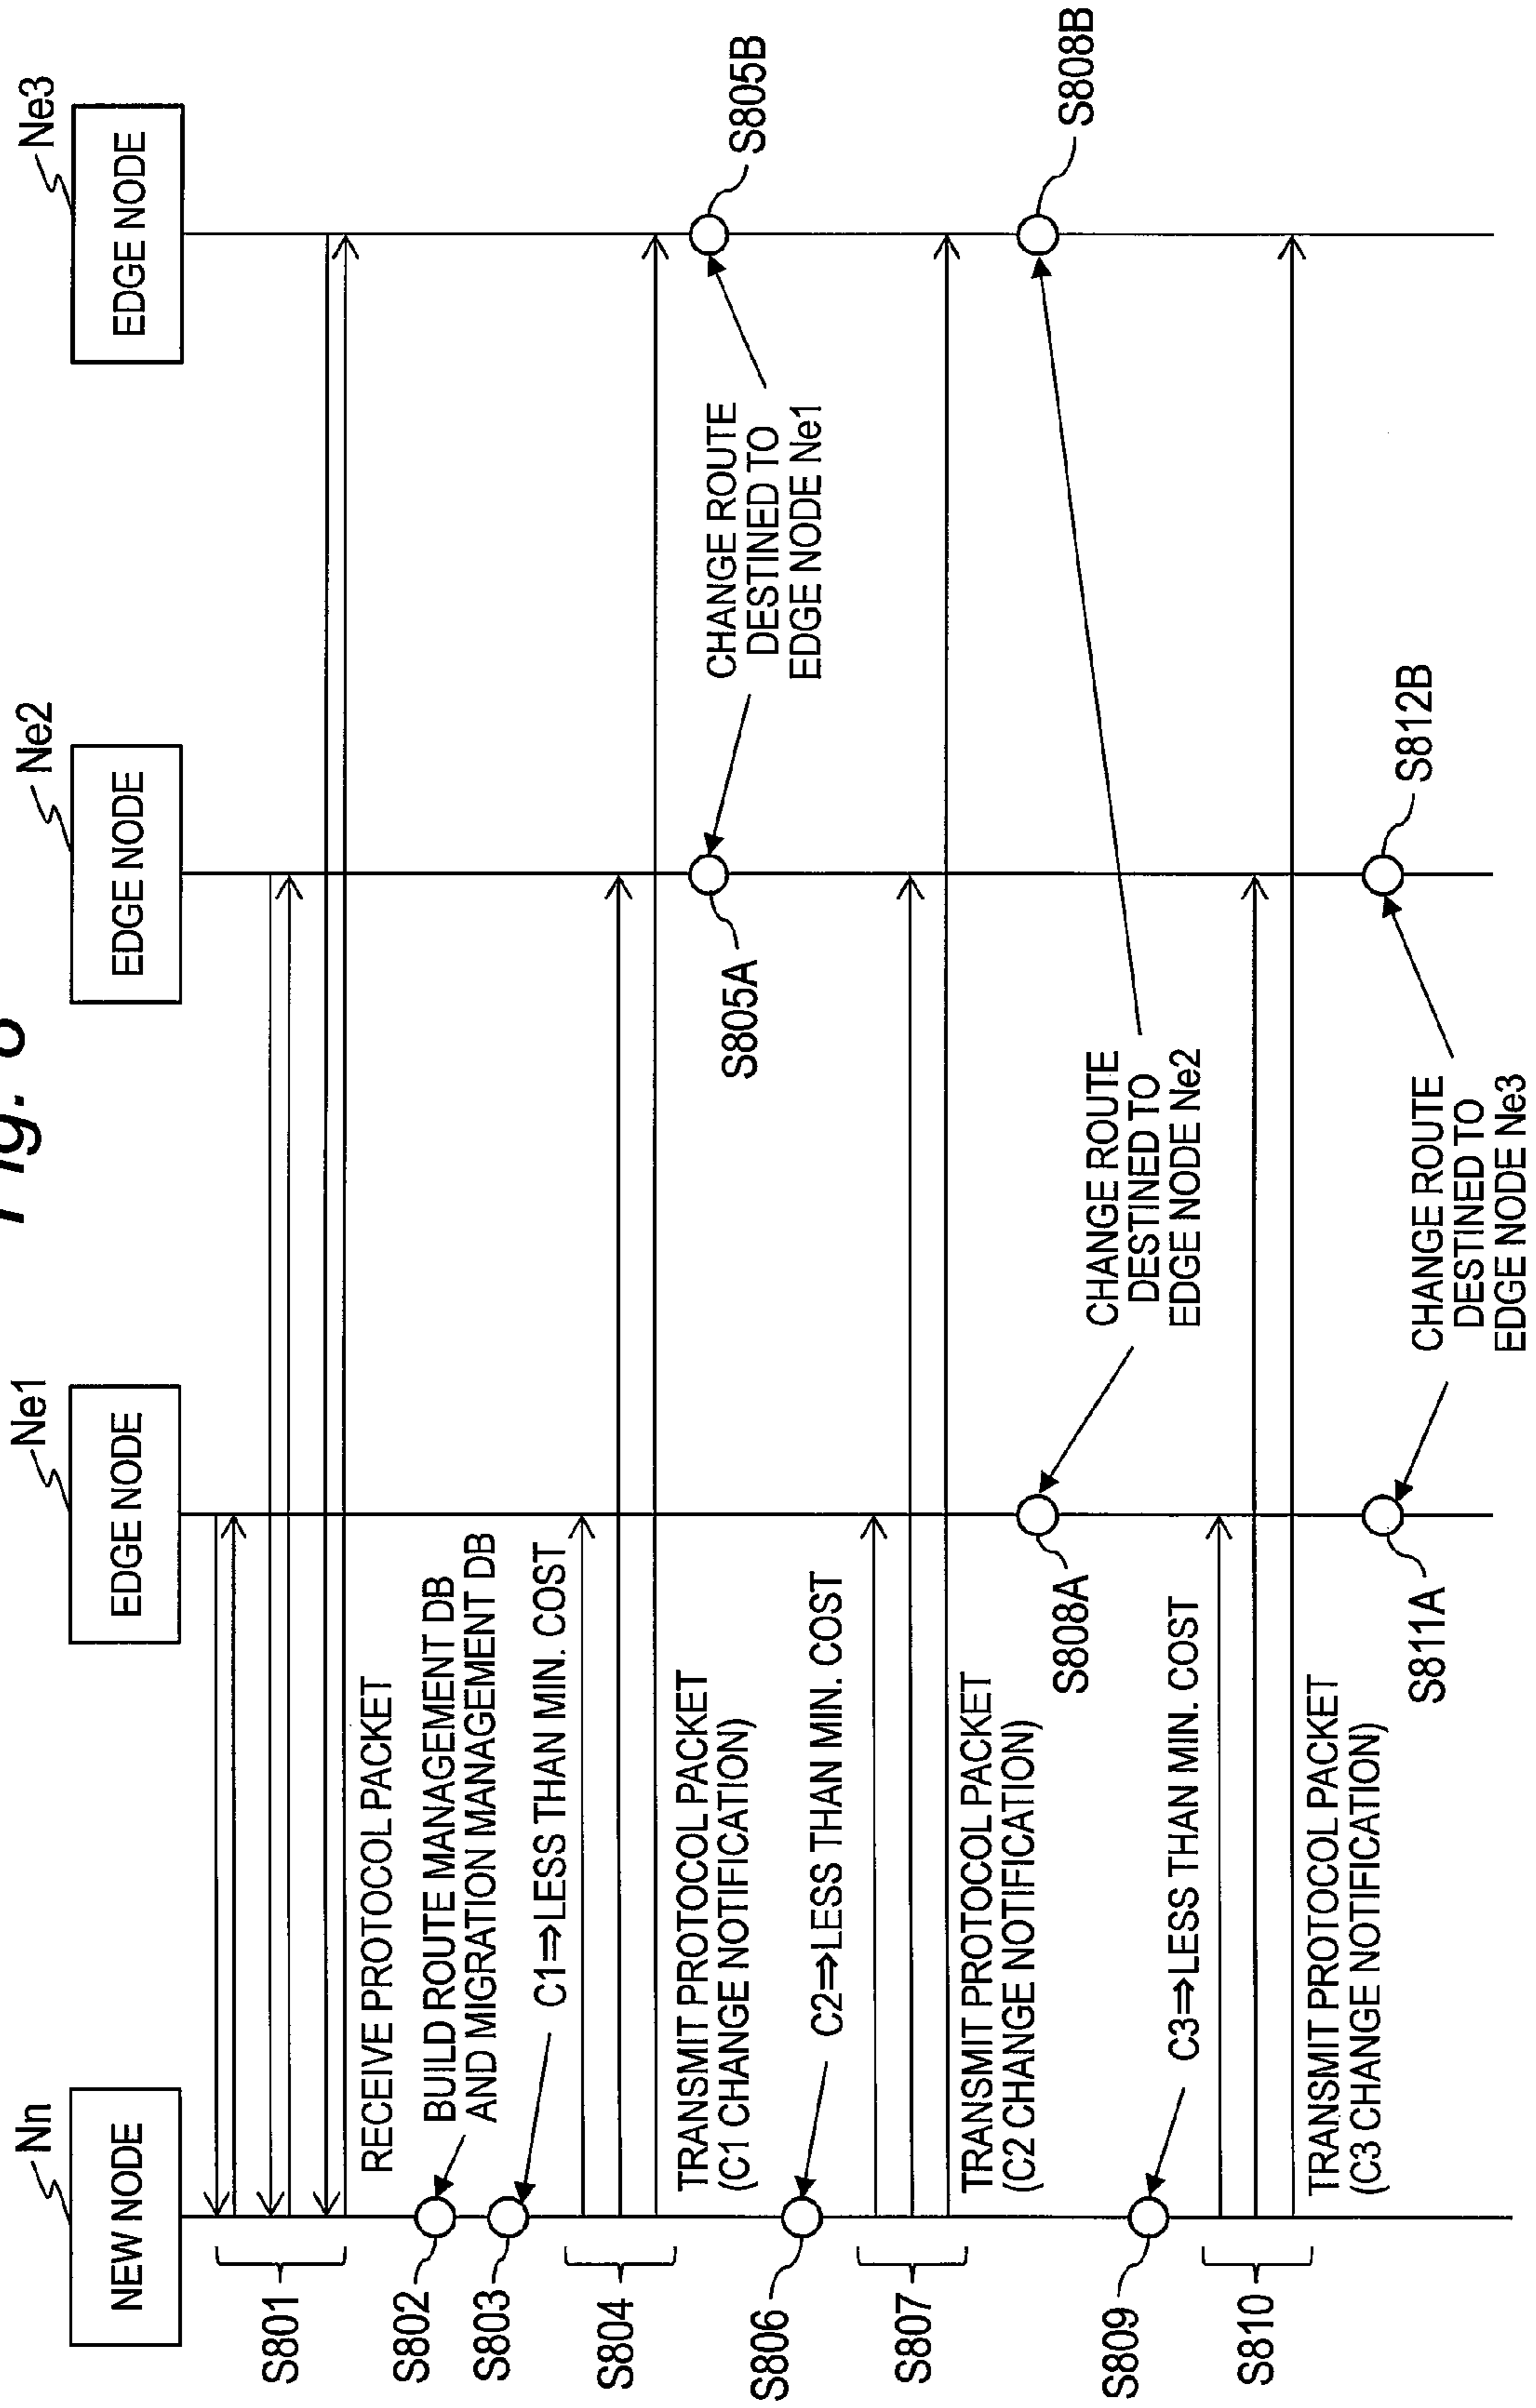 Fig. 8
Nn
NEW NODE
Ne1
EDGE NODE
Ne2
EDGE NODE
Ne3
EDGE NODE
S801
RECEIVE PROTOCOL PACKET
S802
BUILD ROUTE MANAGEMENT DB
AND MIGRATION MANAGEMENT DB
S803
C1⇒LESS THAN MIN. COST
S804
TRANSMIT PROTOCOL PACKET
(C1 CHANGE NOTIFICATION)
S805A
CHANGE ROUTE
DESTINED TO
EDGE NODE Ne1
S805B
S806
C2⇒LESS THAN MIN. COST
S807
TRANSMIT PROTOCOL PACKET
(C2 CHANGE NOTIFICATION)
S808A
CHANGE ROUTE
DESTINED TO
EDGE NODE Ne2
S808B
S809
C3⇒LESS THAN MIN. COST
S810
TRANSMIT PROTOCOL PACKET
(C3 CHANGE NOTIFICATION)
S811A
CHANGE ROUTE
DESTINED TO
EDGE NODE Ne3
S812B